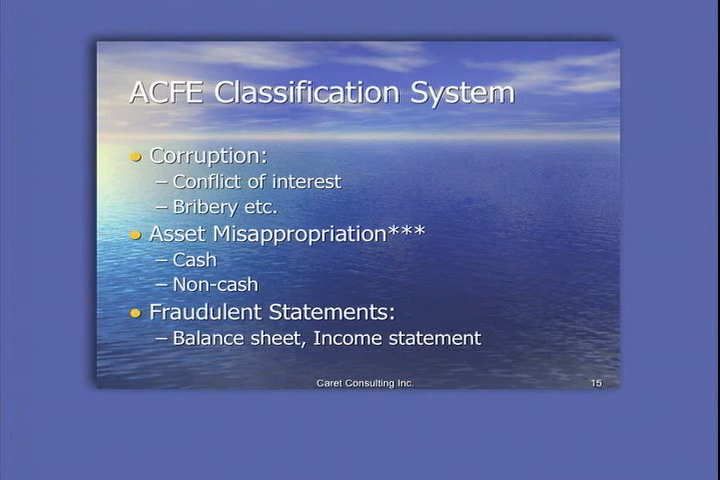 ACFE Classification System
● Corruption:
– Conflict of interest
– Bribery etc.
● Asset Misappropriation***
– Cash
– Non-cash
● Fraudulent Statements:
– Balance sheet, Income statement
Caret Consulting Inc.
15